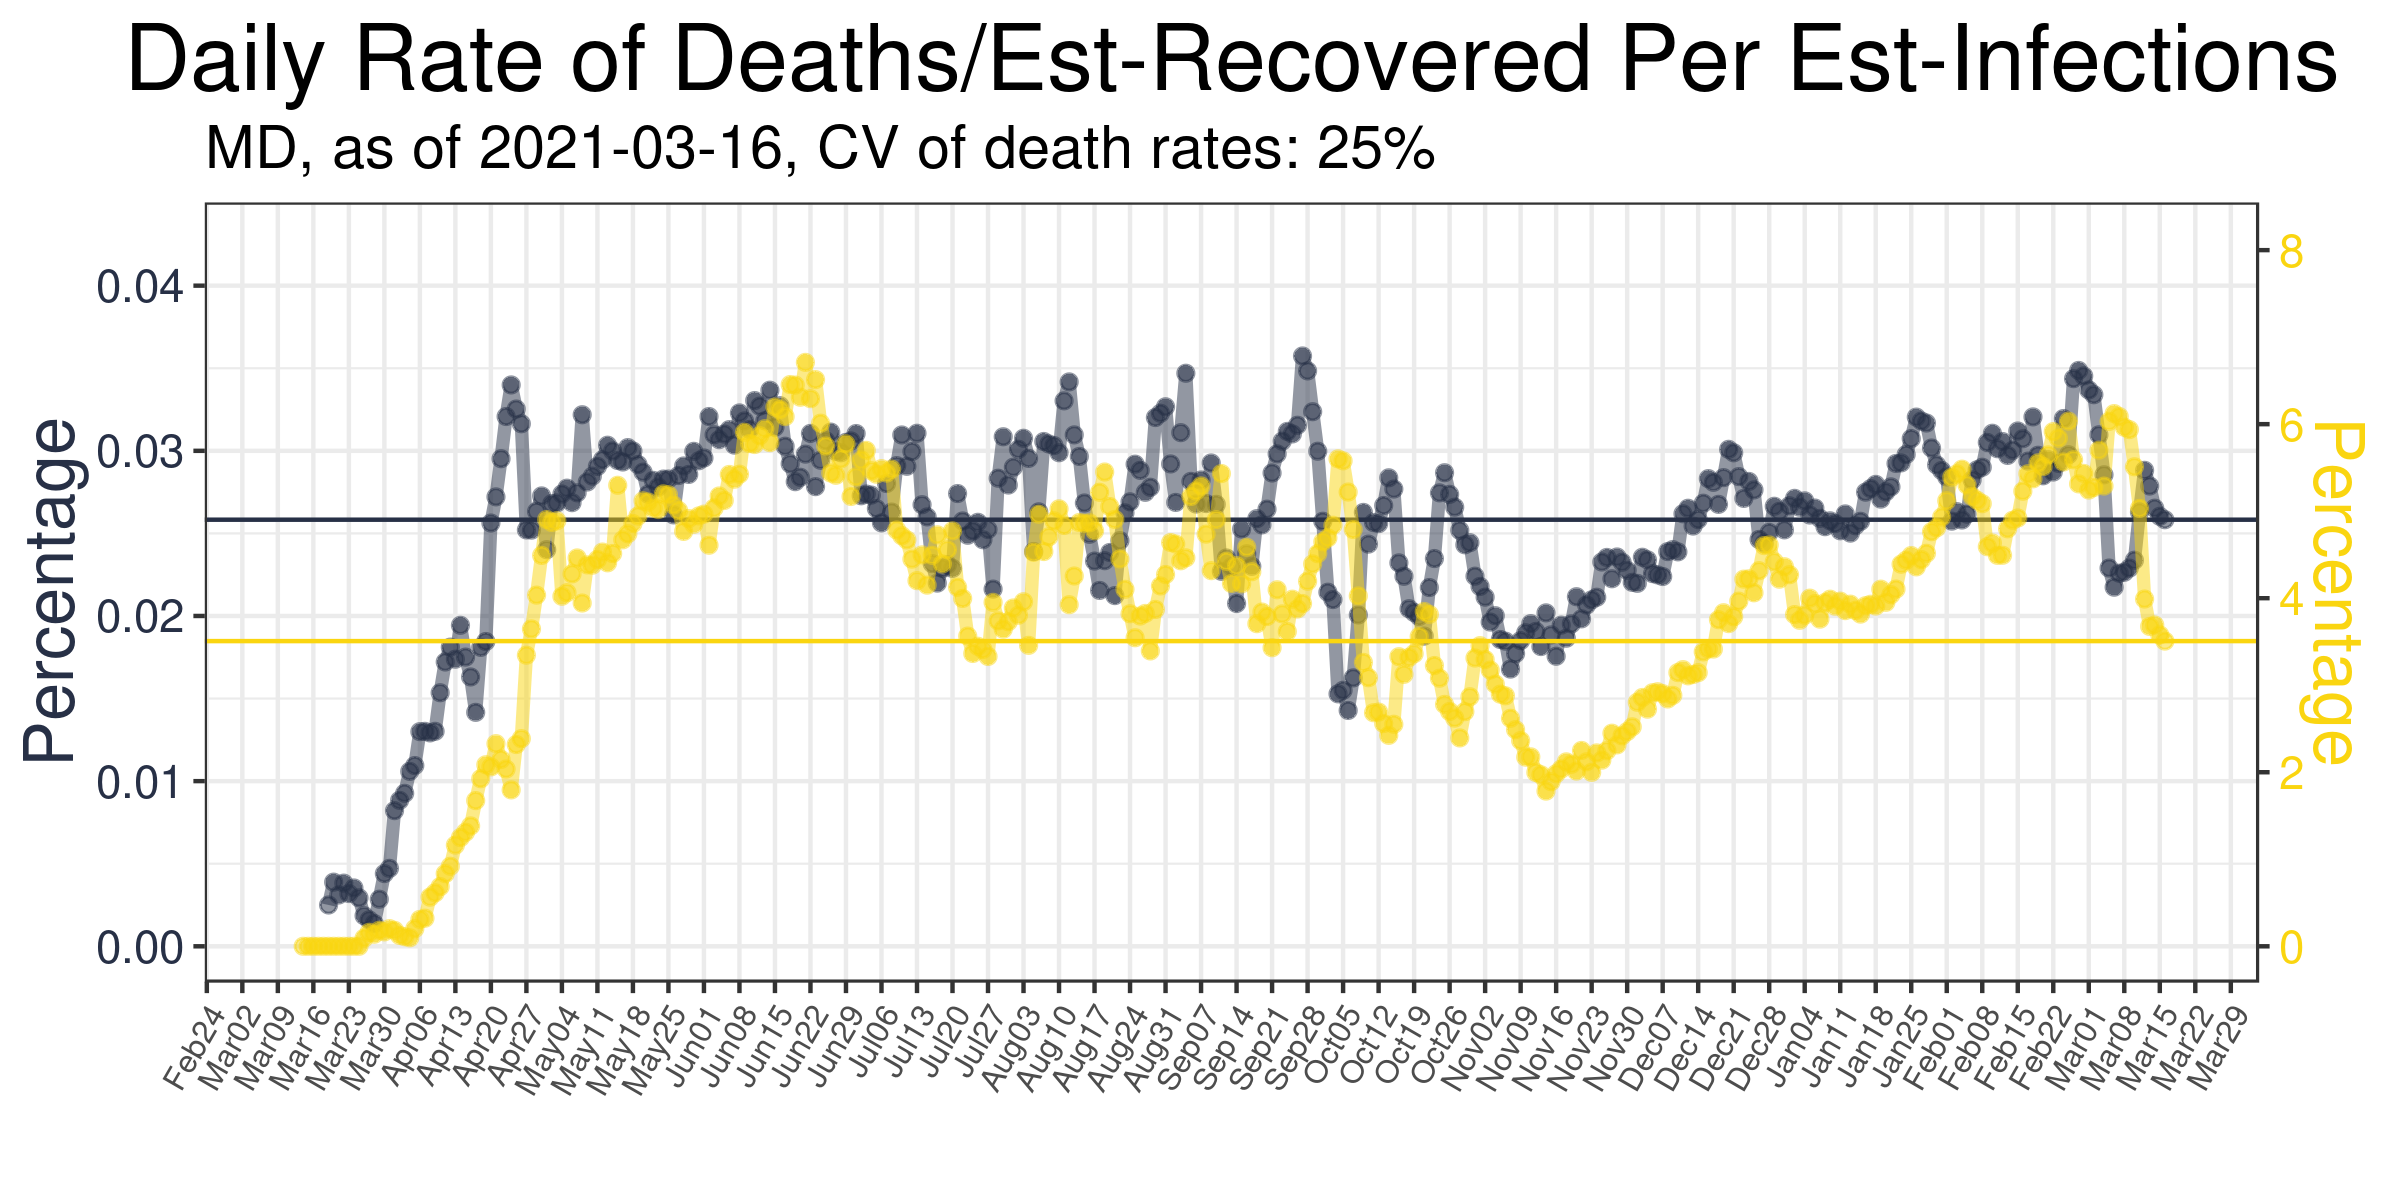 Daily Rate of Deaths/Est-Recovered Per Est-Infections
MD, as of 2021-03-16, CV of death rates: 25%
Percentage
0.04
0.03
0.02
0.01
0.00
8
6
4
2
0
Percentage
Feb24 Mar02 Mar09 Mar16 Mar23 Mar30 Apr06 Apr13 Apr20 Apr27 May04 May11 May18 May25 Jun01 Jun08 Jun15 Jun22 Jun29 Jul06 Jul13 Jul20 Jul27 Aug03 Aug10 Aug17 Aug24 Aug31 Sep07 Sep14 Sep21 Sep28 Oct05 Oct12 Oct19 Oct26 Nov02 Nov09 Nov16 Nov23 Nov30 Dec07 Dec14 Dec21 Dec28 Jan04 Jan11 Jan18 Jan25 Feb01 Feb08 Feb15 Feb22 Mar01 Mar08 Mar15 Mar22 Mar29